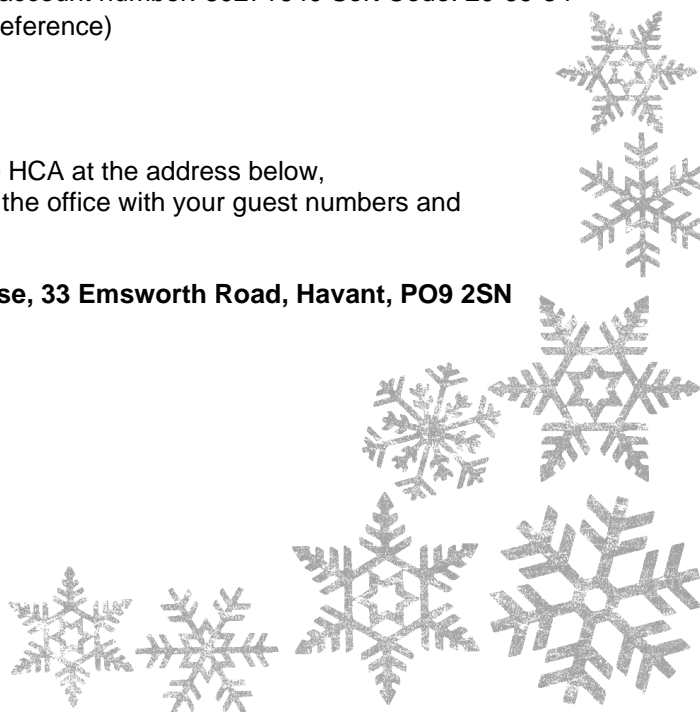 eference)
HCA at the address below,
the office with your guest numbers and
se, 33 Emsworth Road, Havant, PO9 2SN